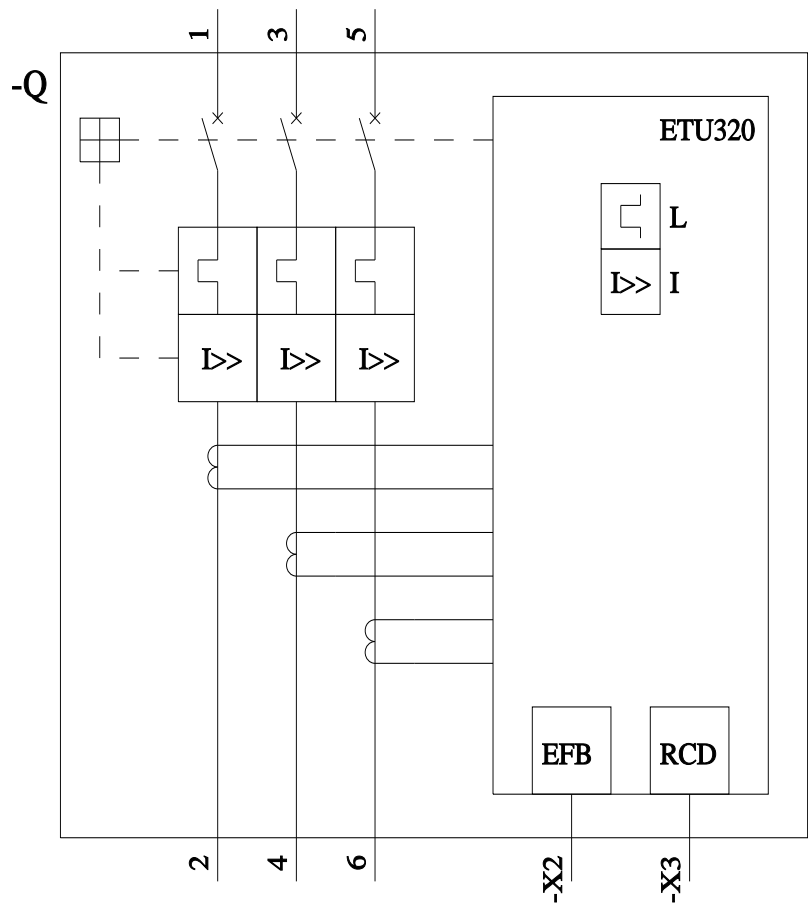 1 3 5
-Q
ETU320
L
I>> I
I>> I>> I>>
EFB RCD
2 4 6 -X2 -X3